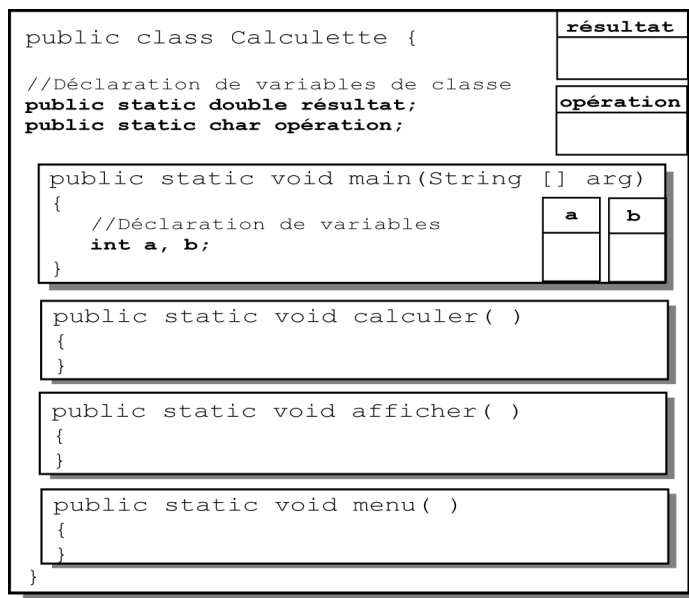 public class Calculette {
résultat
//Déclaration de variables de classe
public static double résultat;
opération
public static char opération;
public static void main(String [] arg)
{
a b
//Déclaration de variables
int a, b;
}
public static void calculer( )
{
}
public static void afficher( )
{
}
public static void menu( )
{
}
}